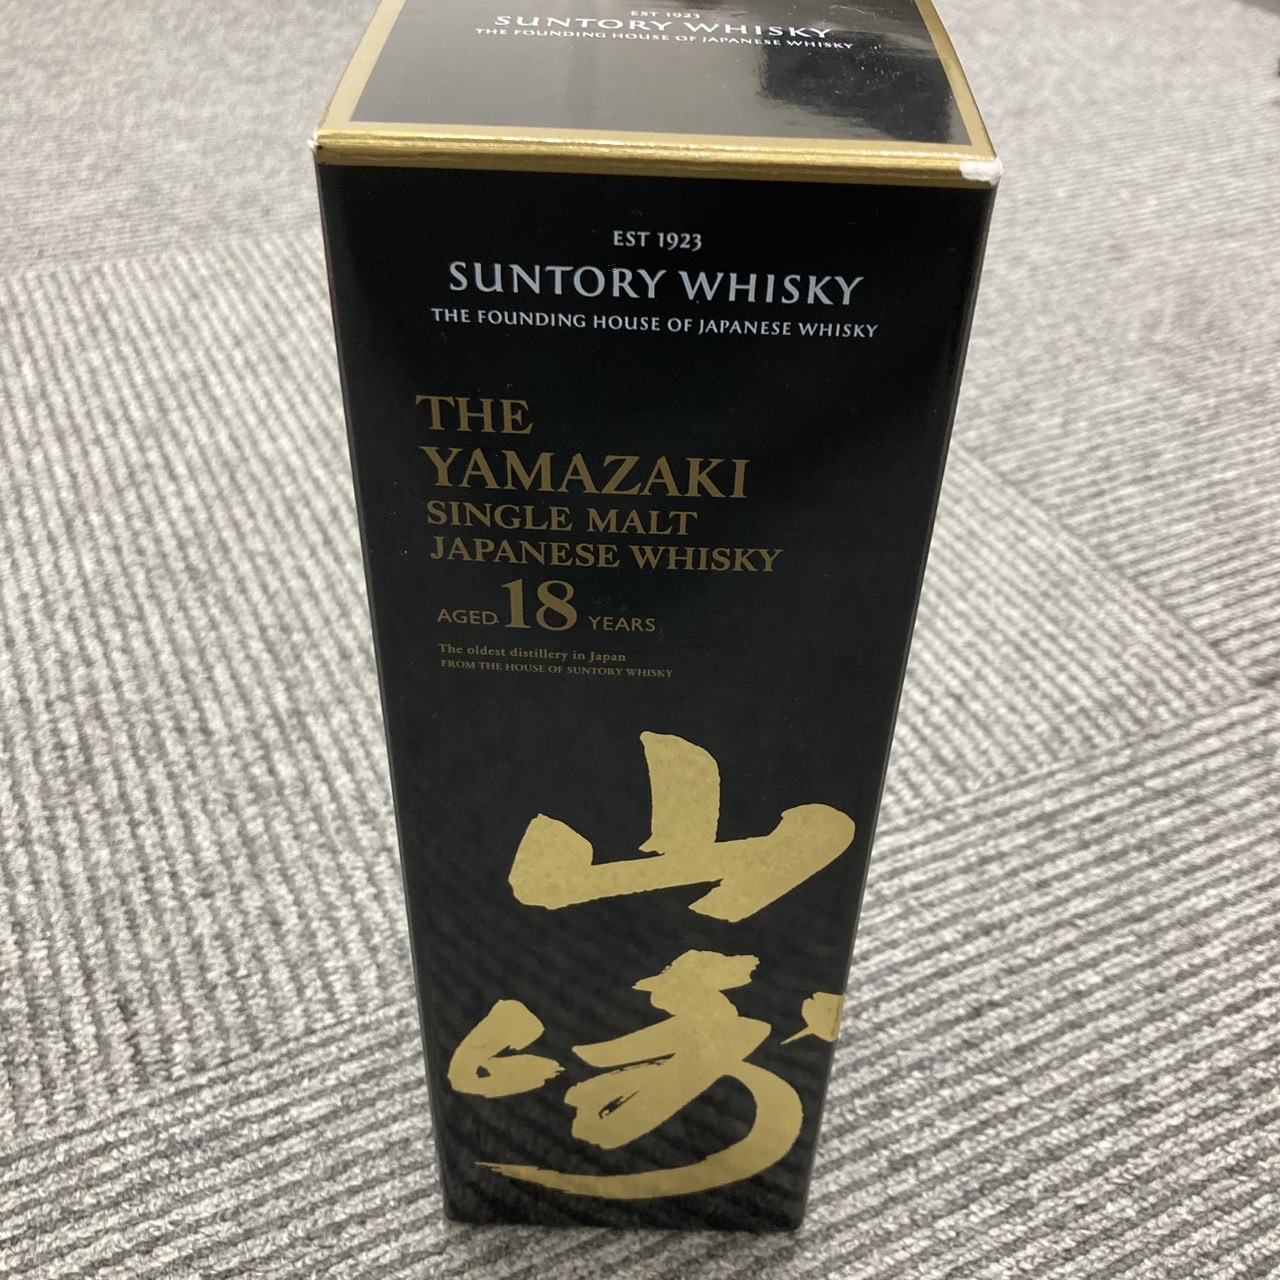 EST 1923
SUNTORY WHISKY
THE FOUNDING HOUSE OF JAPANESE WHISKY
EST 1923
SUNTORY WHISKY
THE FOUNDING HOUSE OF JAPANESE WHISKY
THE
YAMAZAKI
SINGLE MALT
JAPANESE WHISKY
AGED 18 YEARS
The oldest distillery in Japan
FROM THE HOUSE OF SUNTORY WHISKY
山
崎